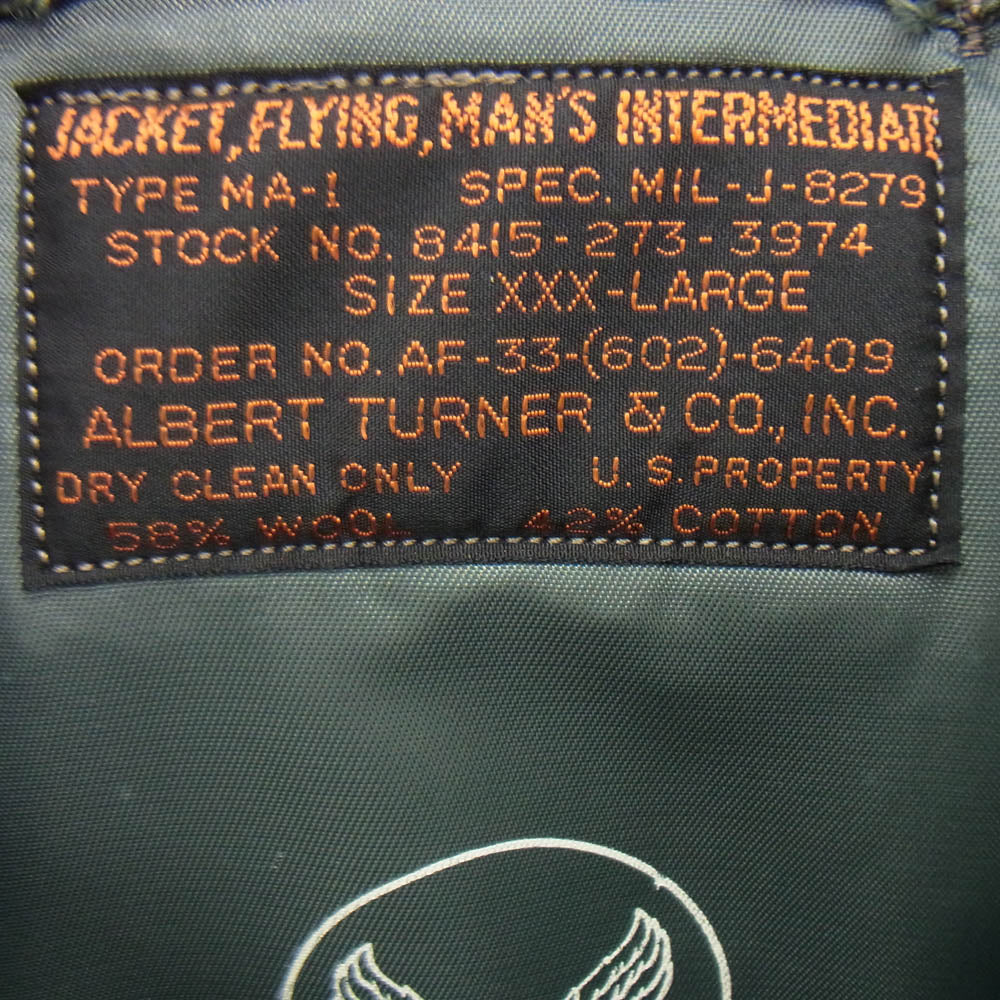 JACKET, FLYING, MAN'S INTERMEDIATE
TYPE MA-1 SPEC. MIL-J-8279
STOCK NO. 8415-273-3974
SIZE XXX-LARGE
ORDER NO. AF-33-(602)-6409
ALBERT TURNER & CO., INC.
DRY CLEAN ONLY U.S. PROPERTY
58% WOOL 42% COTTON